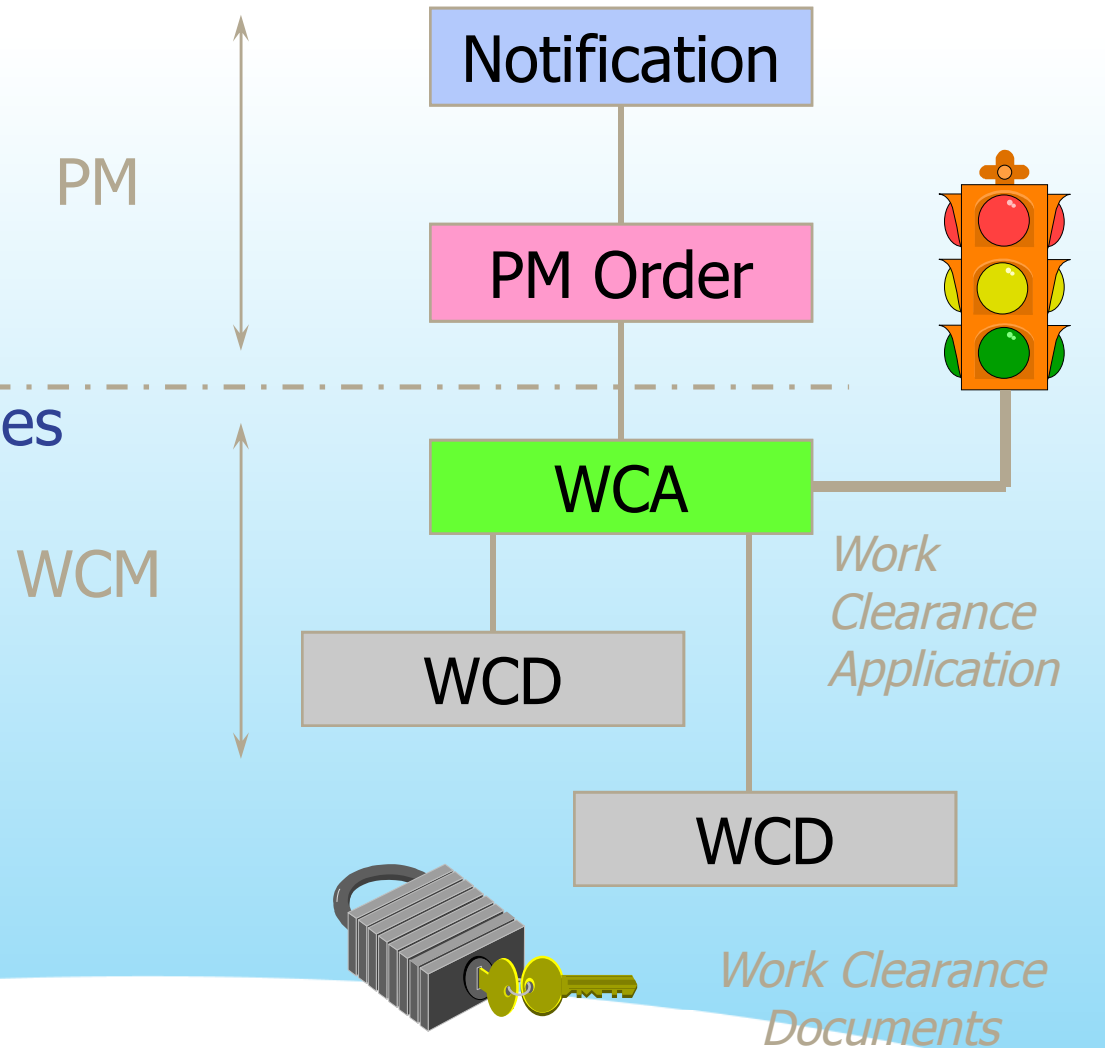 Notification
PM
PM Order
es
WCA
WCM
Work
Clearance
Application
WCD
WCD
Work Clearance
Documents